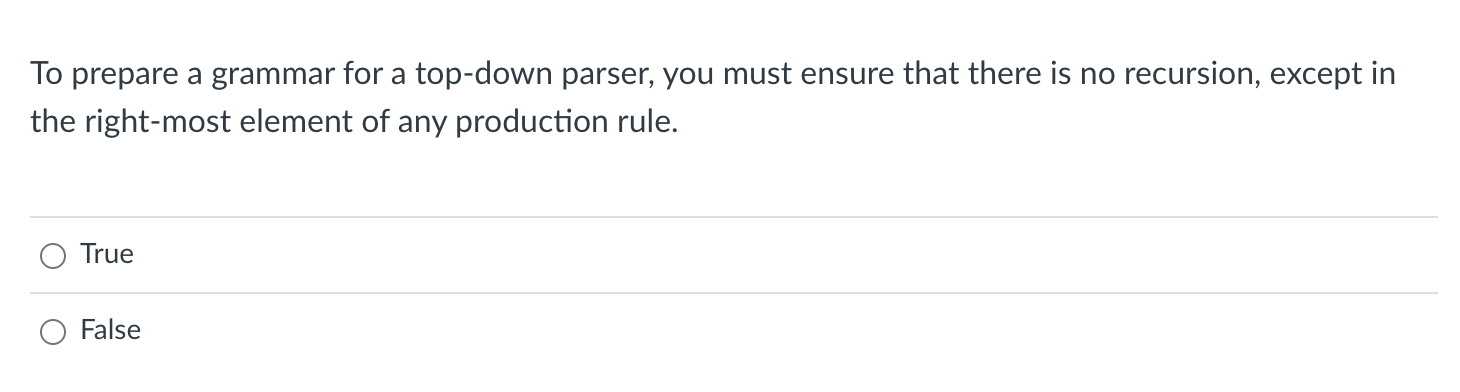 To prepare a grammar for a top-down parser, you must ensure that there is no recursion, except in
the right-most element of any production rule.
True
False